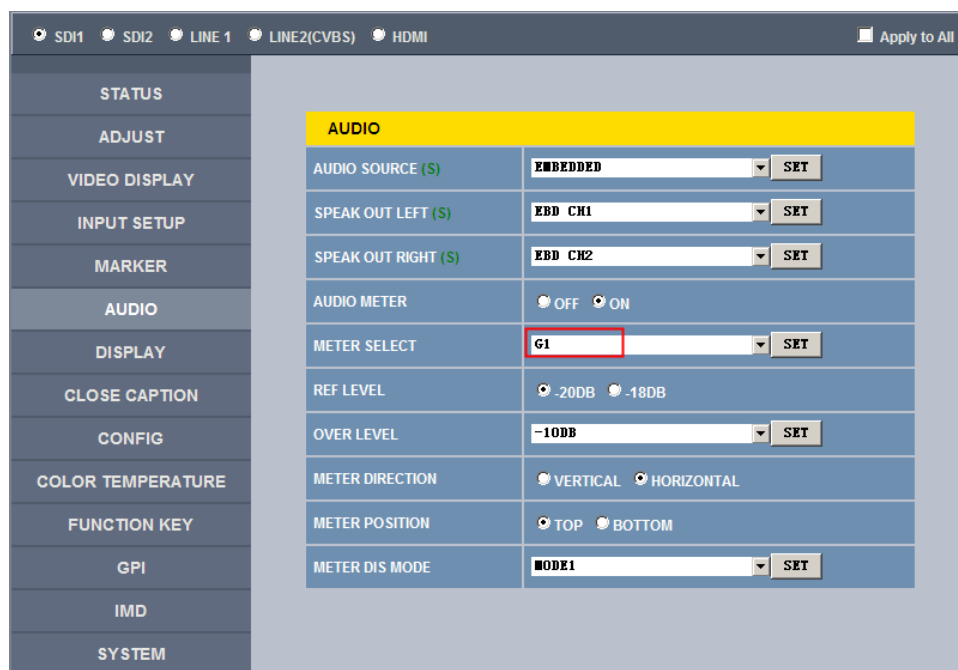 SDI1 SDI2 LINE 1 LINE2(CVBS) HDMI Apply to All
STATUS
ADJUST
VIDEO DISPLAY
INPUT SETUP
MARKER
AUDIO
DISPLAY
CLOSE CAPTION
CONFIG
COLOR TEMPERATURE
FUNCTION KEY
GPI
IMD
SYSTEM
AUDIO
AUDIO SOURCE (S) EMBEDDED SET
SPEAK OUT LEFT (S) EBD CH1 SET
SPEAK OUT RIGHT (S) EBD CH2 SET
AUDIO METER OFF ON
METER SELECT G1 SET
REF LEVEL -20DB -18DB
OVER LEVEL -10DB SET
METER DIRECTION VERTICAL HORIZONTAL
METER POSITION TOP BOTTOM
METER DIS MODE MODE1 SET